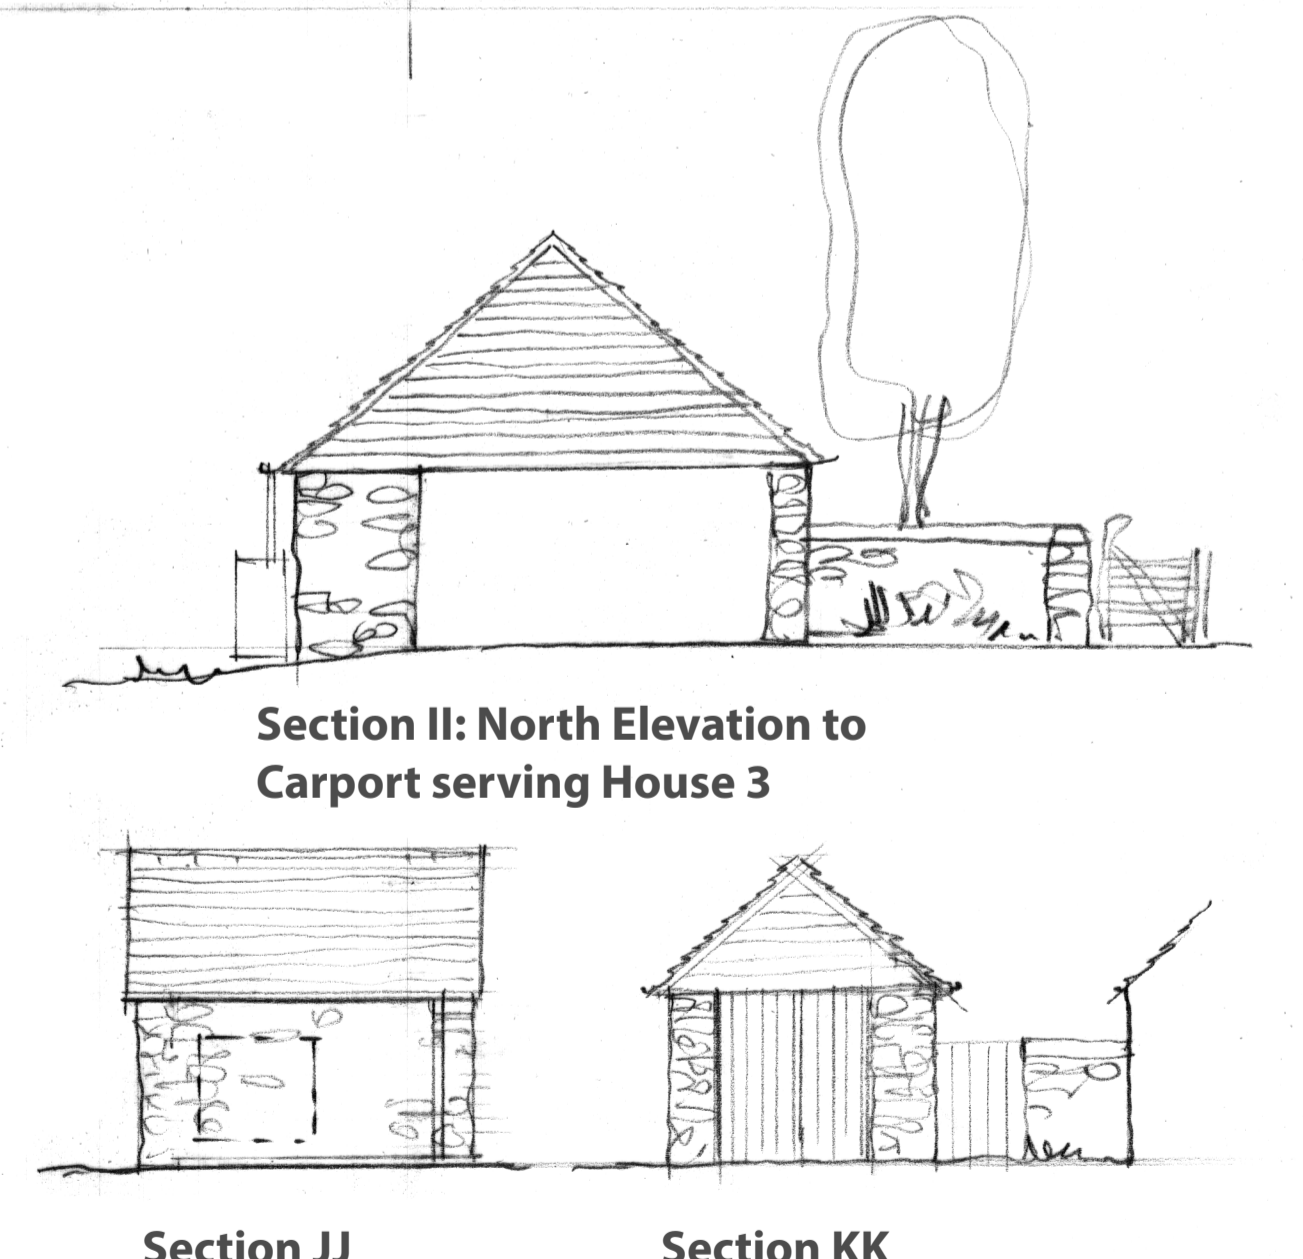 Section II: North Elevation to
Carport serving House 3
Section JJ
Section KK